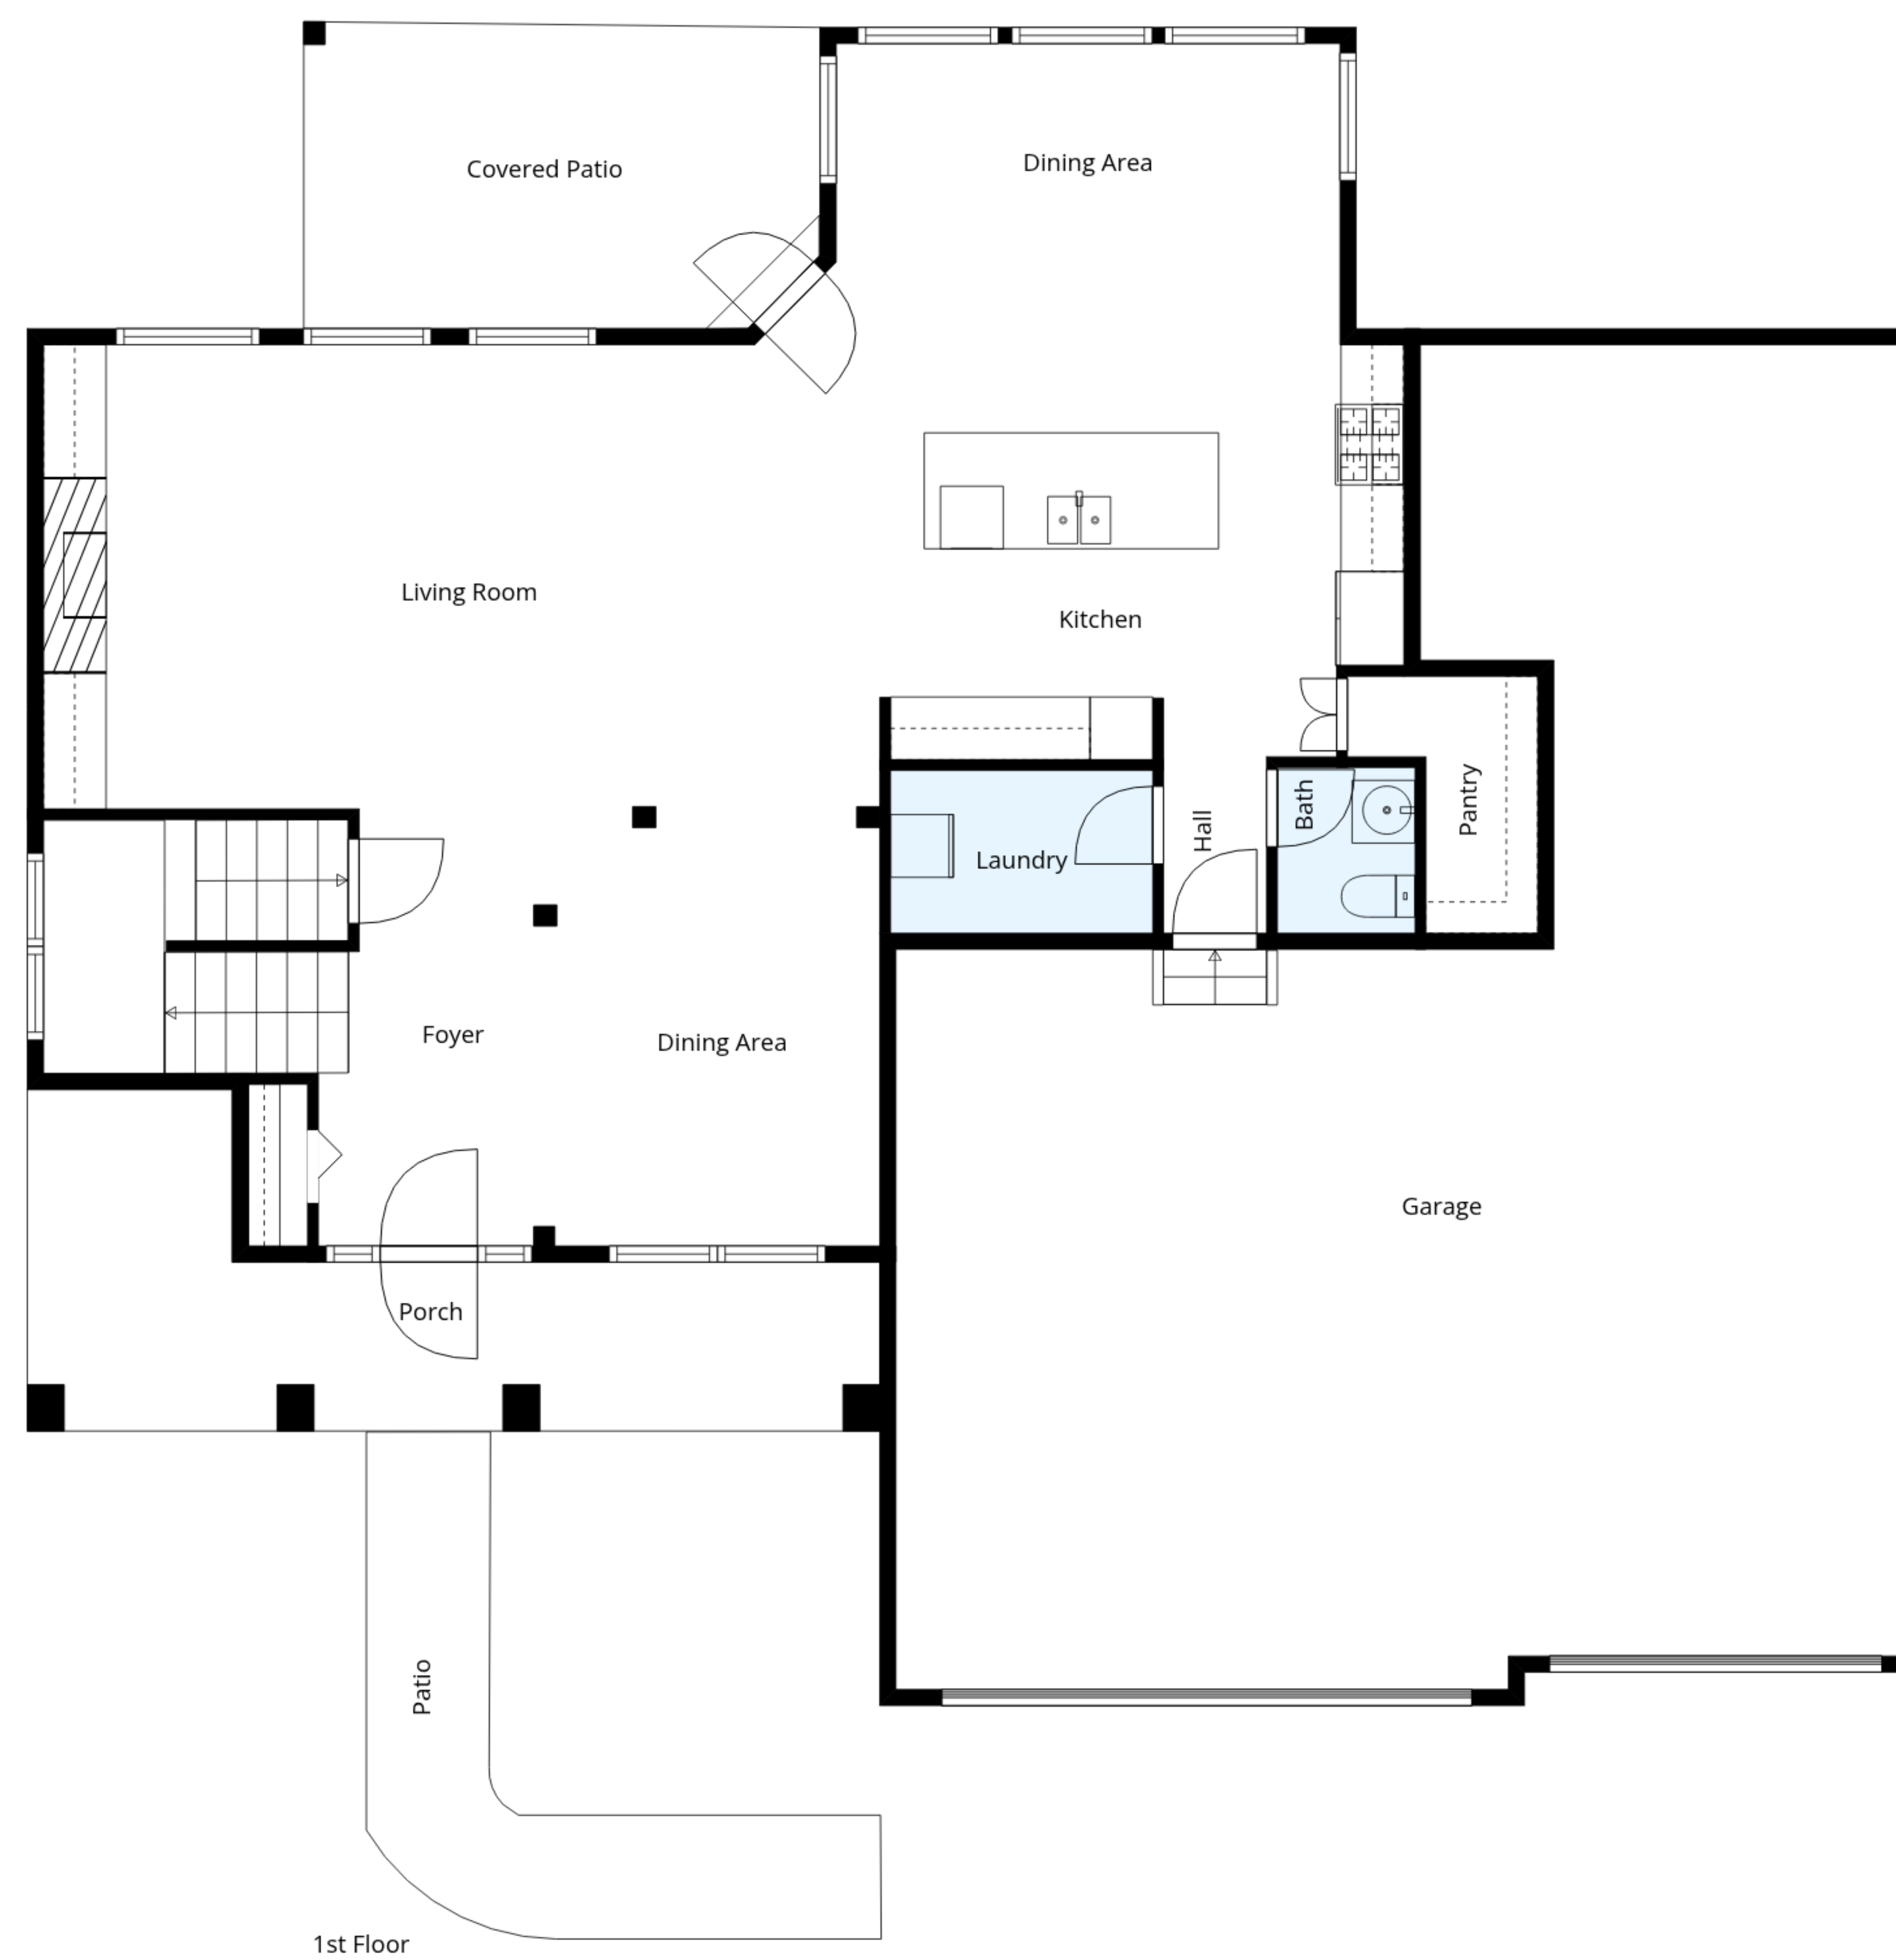 Covered Patio
Dining Area
Living Room
Kitchen
Laundry
Hall
Bath
Pantry
Foyer
Dining Area
Garage
Porch
Patio
1st Floor